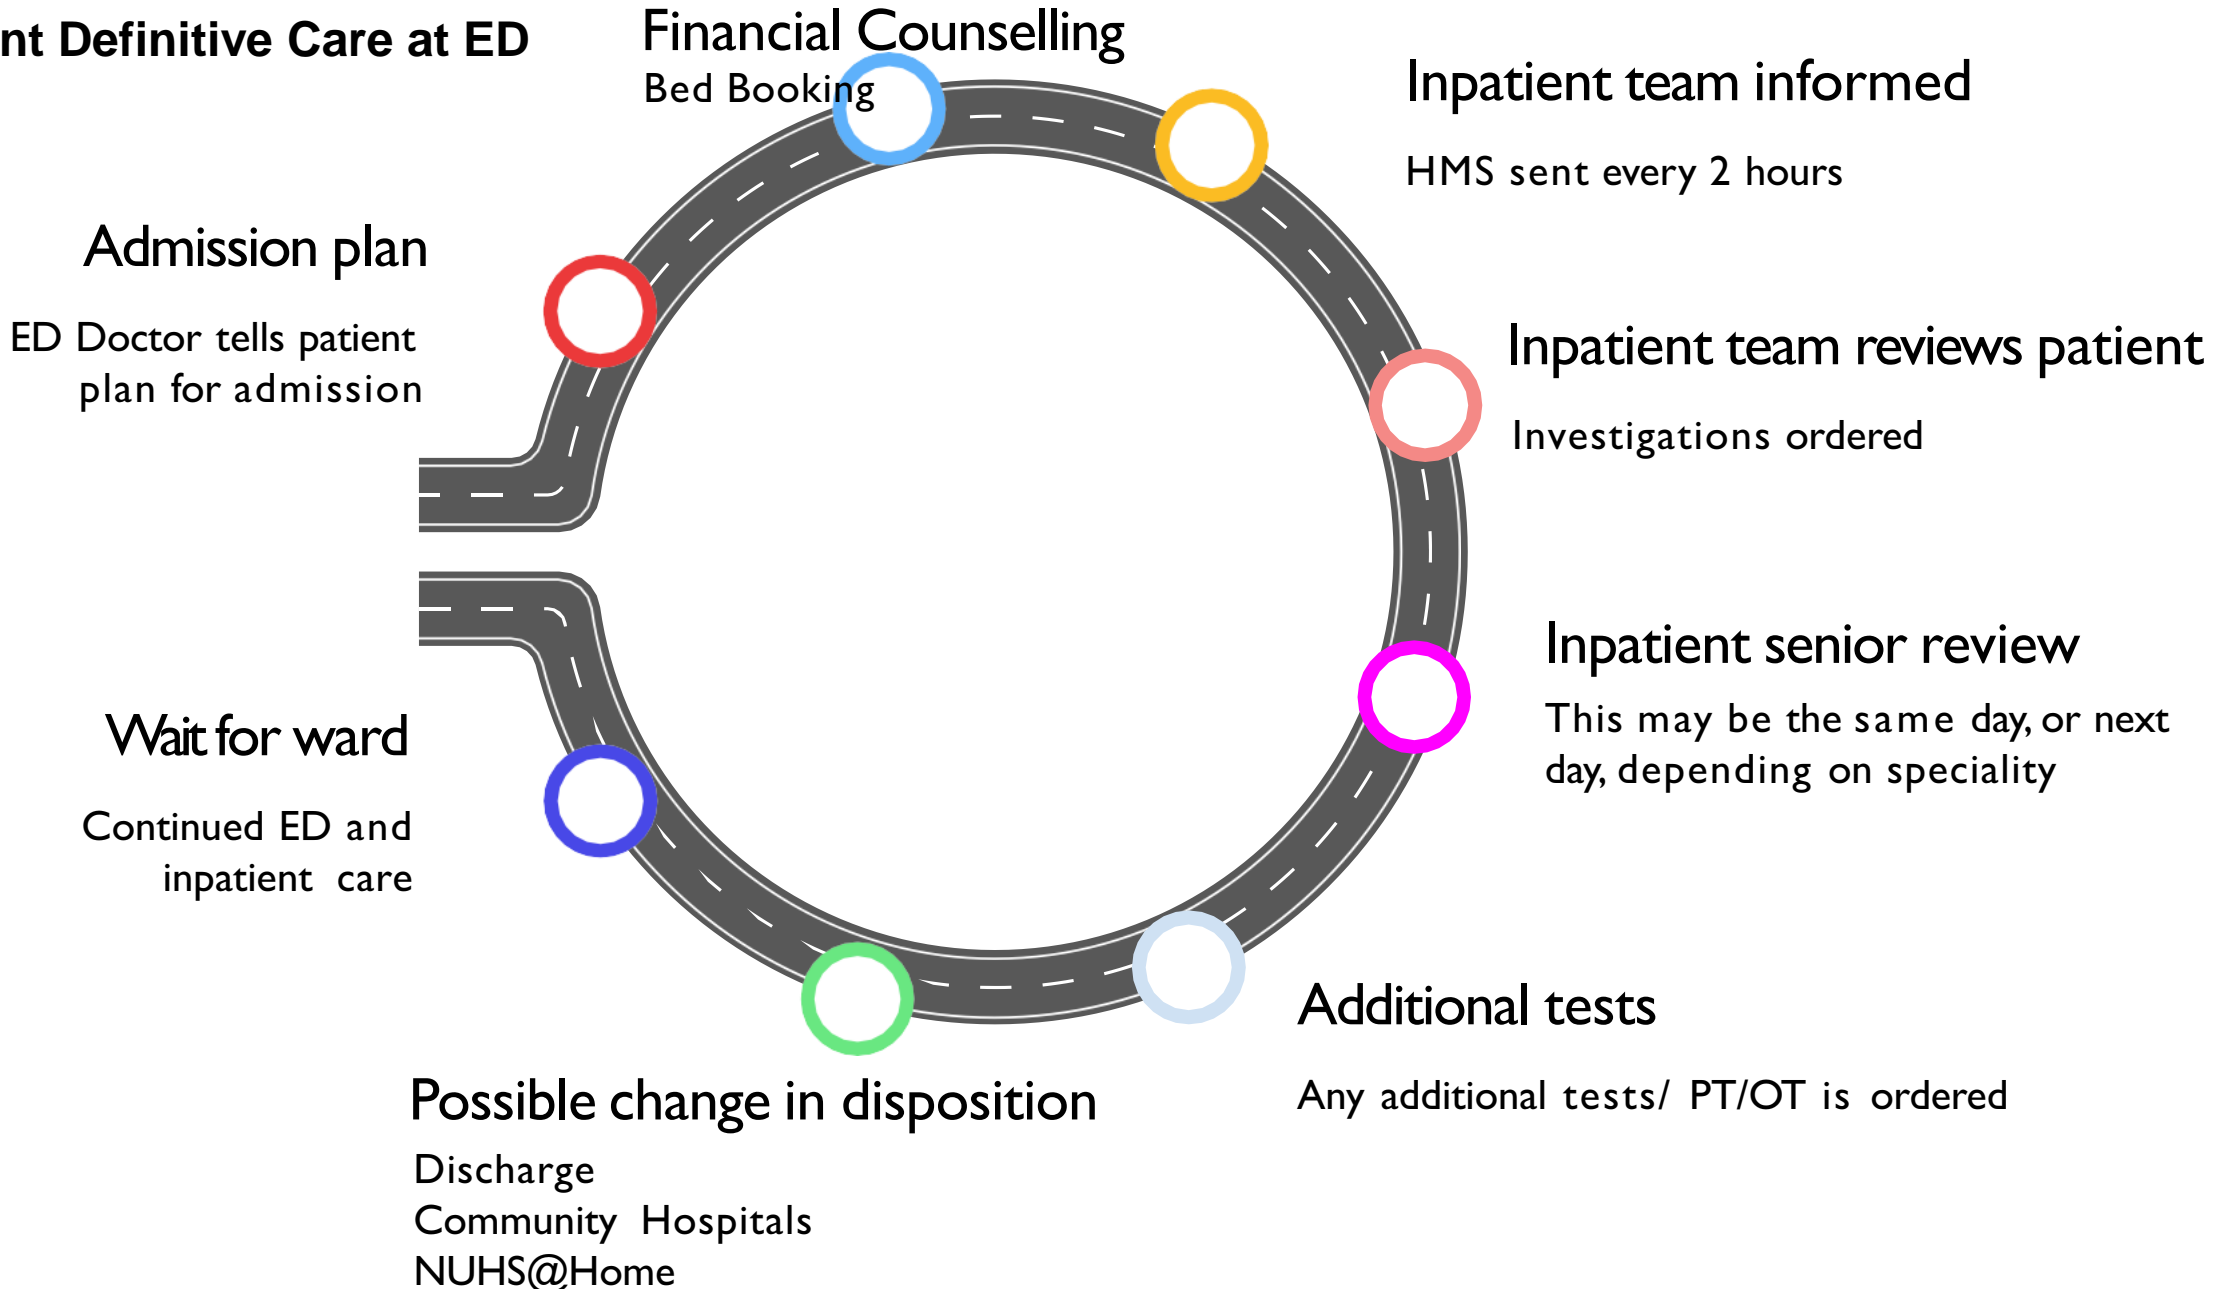 nt Definitive Care at ED
Financial Counselling
Bed Booking
Inpatient team informed
HMS sent every 2 hours
Admission plan
ED Doctor tells patient
plan for admission
Inpatient team reviews patient
Investigations ordered
Inpatient senior review
This may be the same day, or next
day, depending on speciality
Wait for ward
Continued ED and
inpatient care
Additional tests
Any additional tests/ PT/OT is ordered
Possible change in disposition
Discharge
Community Hospitals
NUHS@Home